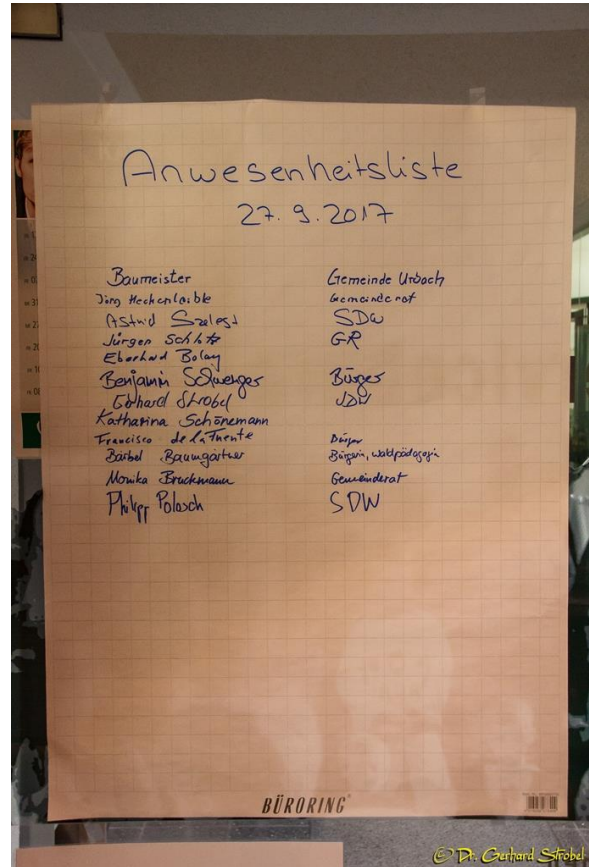 Anwesenheitsliste
27.9.2017
Baumeister Gemeinde Urbach
Jörg Heckenlaible Gemeinderat
Astrid Szelest SDW
Jürgen Schlotz GR
Eberhard Bolay
Benjamin Schwenger Bürger
Gerhard Strobel SDW
Katharina Schönemann
Francisco de la Fuente Bürger
Bärbel Baumgärtner Bürgerin, Waldpädagogin
Monika Bruckmann Gemeinderat
Philipp Polosch SDW
BÜRORING
© Dr. Gerhard Strobel